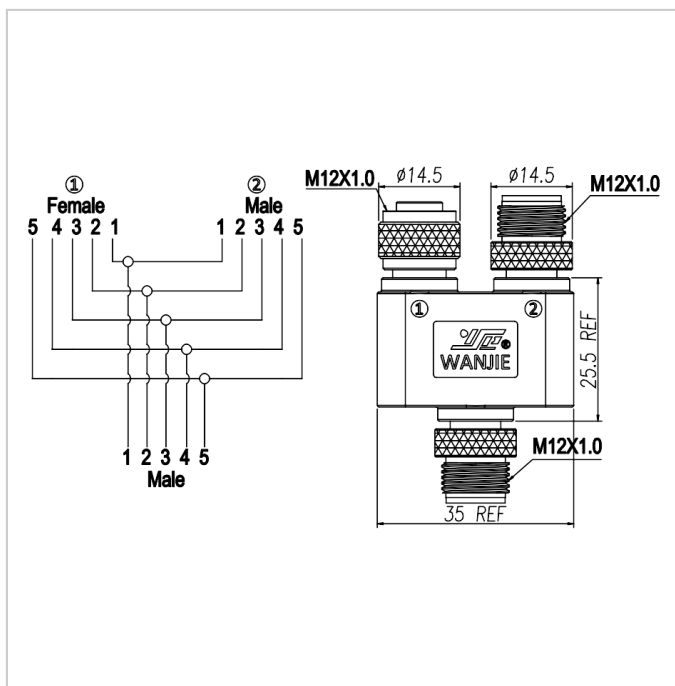 ① ②
Female Male
5 4 3 2 1 1 2 3 4 5
1 2 3 4 5
Male
M12X1.0 ø14.5 ø14.5 M12X1.0
① ②
®
WANJIE
25.5 REF
M12X1.0
35 REF